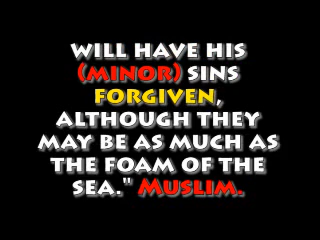 WILL HAVE HIS
(MINOR) SINS
FORGIVEN,
ALTHOUGH THEY
MAY BE AS MUCH AS
THE FOAM OF THE
SEA." MUSLIM.